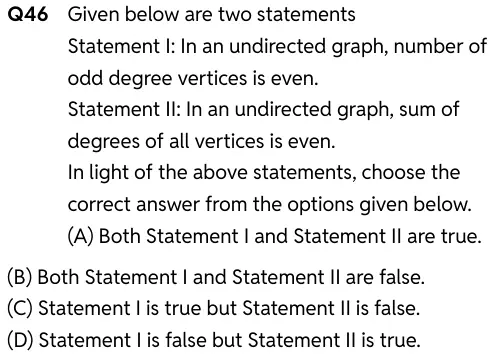 Q46 Given below are two statements
Statement I: In an undirected graph, number of
odd degree vertices is even.
Statement II: In an undirected graph, sum of
degrees of all vertices is even.
In light of the above statements, choose the
correct answer from the options given below.
(A) Both Statement I and Statement II are true.
(B) Both Statement I and Statement II are false.
(C) Statement I is true but Statement II is false.
(D) Statement I is false but Statement II is true.